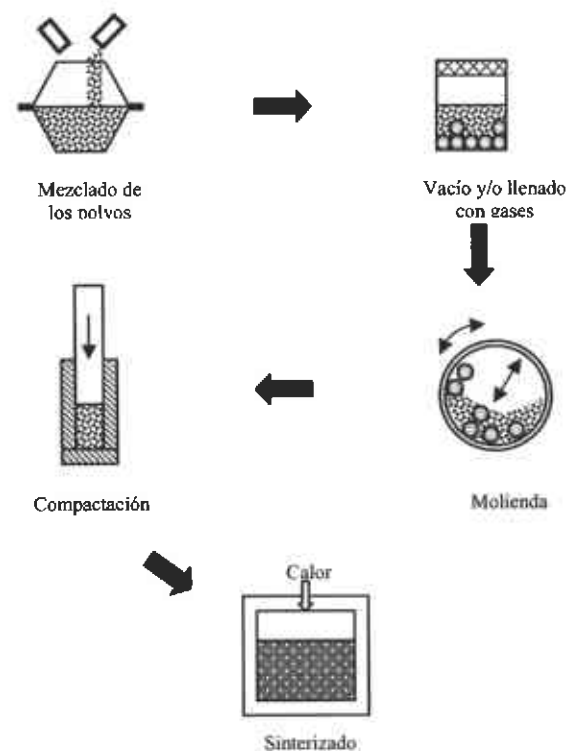 Mezclado de
los polvos
Vacío y/o llenado
con gases
Compactación
Molienda
Calor
Sinterizado